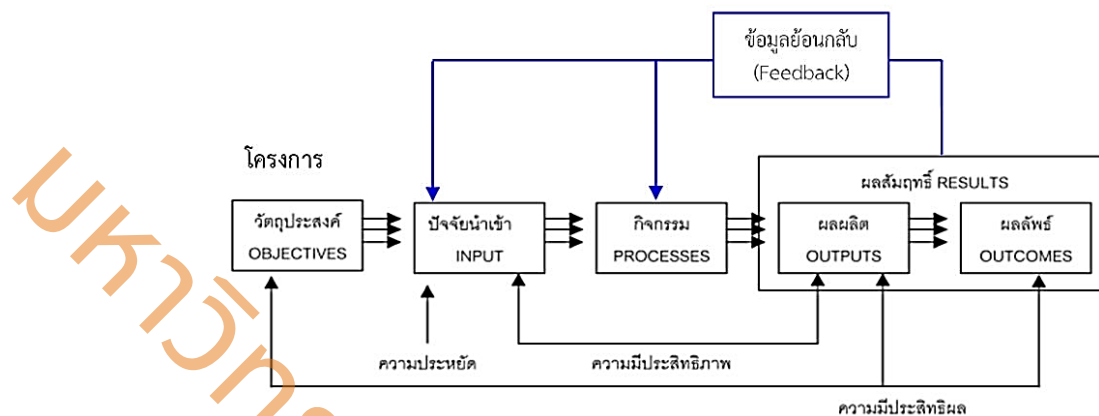 ข้อมูลย้อนกลับ
(Feedback)
โครงการ
ผลสัมฤทธิ์ RESULTS
วัตถุประสงค์
OBJECTIVES
ปัจจัยนำเข้า
INPUT
กิจกรรม
PROCESSES
ผลผลิต
OUTPUTS
ผลลัพธ์
OUTCOMES
ความประหยัด
ความมีประสิทธิภาพ
ความมีประสิทธิผล